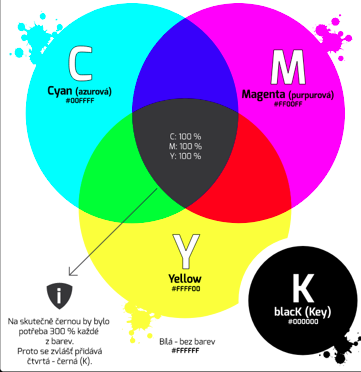 C
Cyan (azurová)
#00FFFF
M
Magenta (purpurová)
#FF00FF
C: 100 %
M: 100 %
Y: 100 %
Y
Yellow
#FFFF00
K
blacK (Key)
#000000
i
Na skutečně černou by bylo
potřeba 300 % každé
z barev.
Proto se zvlášť přidává
čtvrtá - černá (K).
Bílá - bez barev
#FFFFFF